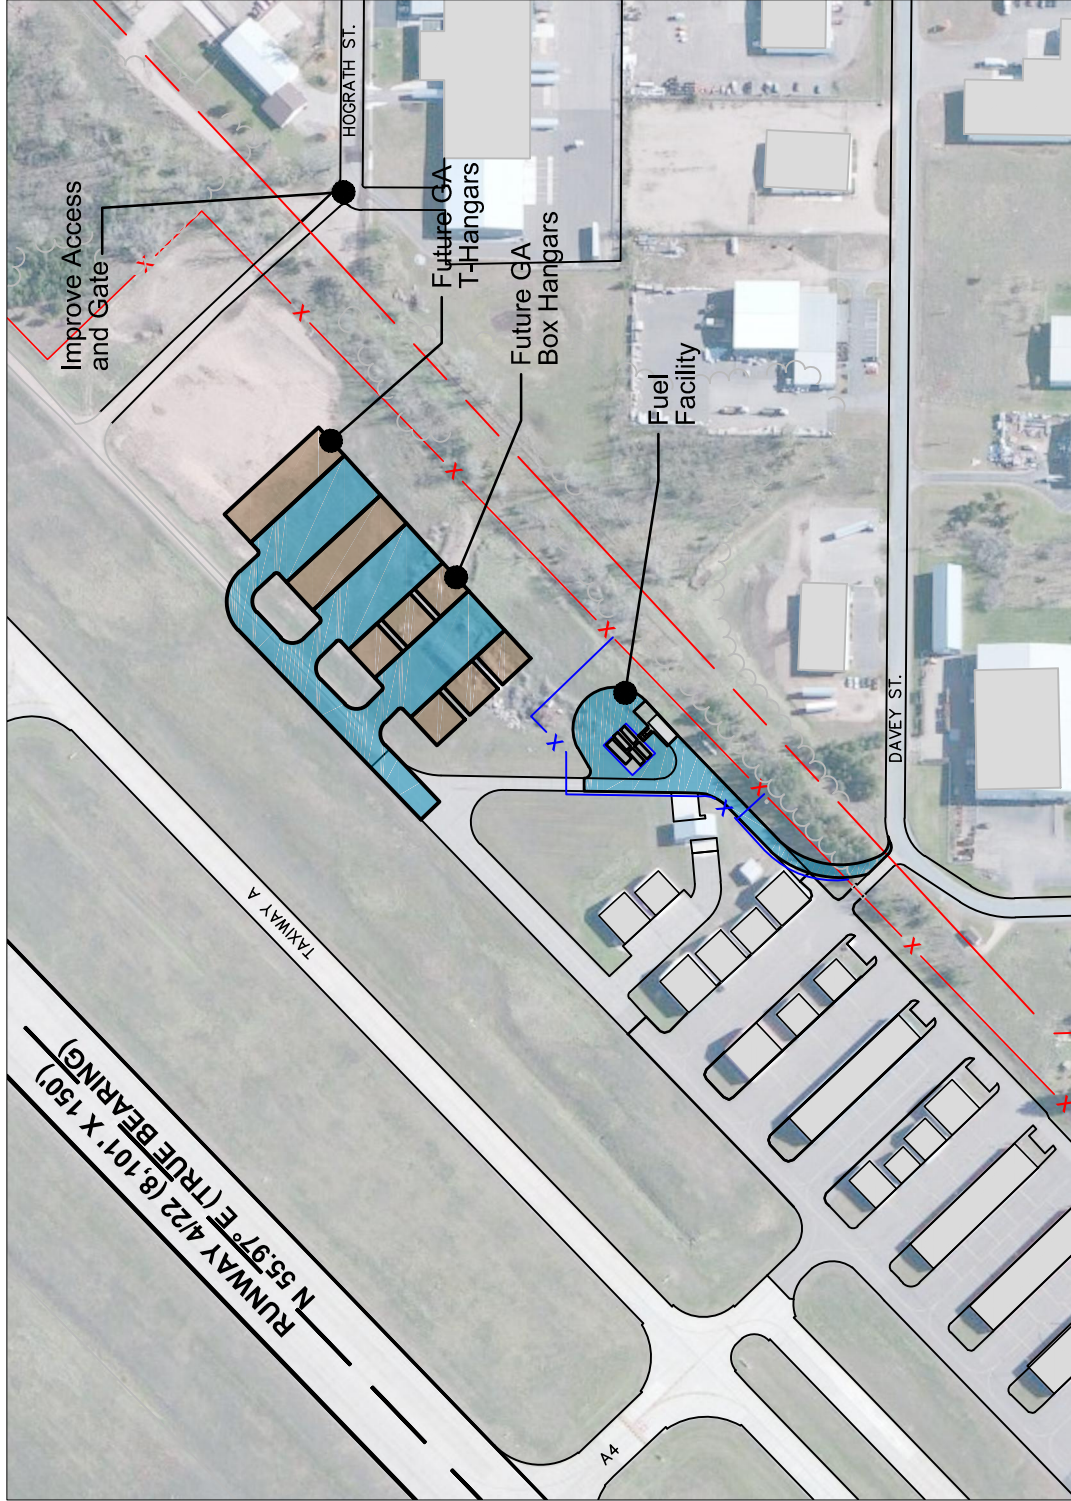 Improve Access
and Gate
HOGRATH ST.
Future GA
T-Hangars
Future GA
Box Hangars
Fuel
Facility
DAVEY ST.
TAXIWAY A
RUNWAY 4/22 (8,101' X 150')
N 55.97° E (TRUE BEARING)
A4